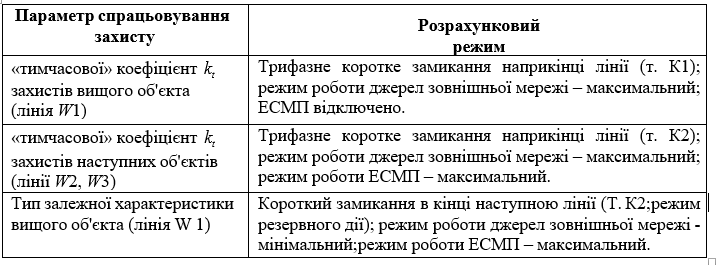 Параметр спрацьовування
захисту
Розрахунковий
режим
«тимчасової» коефіцієнт kt
захистів вищого об'єкта
(лінія W1)
Трифазне коротке замикання наприкінці лінії (т. К1);
режим роботи джерел зовнішньої мережі – максимальний;
ЕСМП відключено.
«тимчасової» коефіцієнт kt
захистів наступних об'єктів
(лінії W2, W3)
Трифазне коротке замикання наприкінці лінії (т. К2);
режим роботи джерел зовнішньої мережі – максимальний;
режим роботи ЕСМП – максимальний.
Тип залежної характеристики
вищого об'єкта (лінія W 1)
Короткий замикання в кінці наступною лінії (Т. К2;режим
резервного дії); режим роботи джерел зовнішньої мережі -
мінімальний;режим роботи ЕСМП – максимальний.